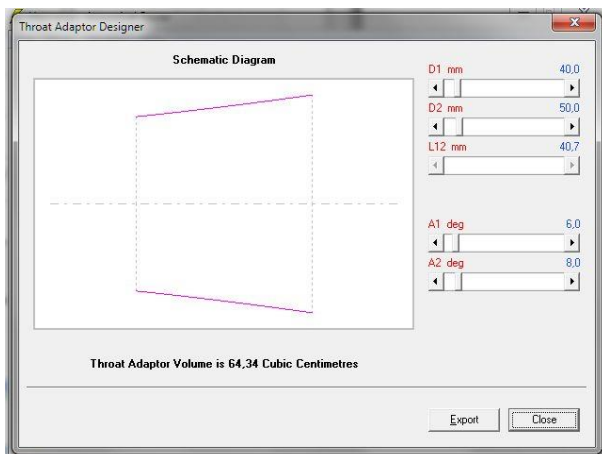 Throat Adaptor Designer
Schematic Diagram
D1 mm 40,0
D2 mm 50,0
L12 mm 40,7
A1 deg 6,0
A2 deg 8,0
Throat Adaptor Volume is 64,34 Cubic Centimetres
Export Close